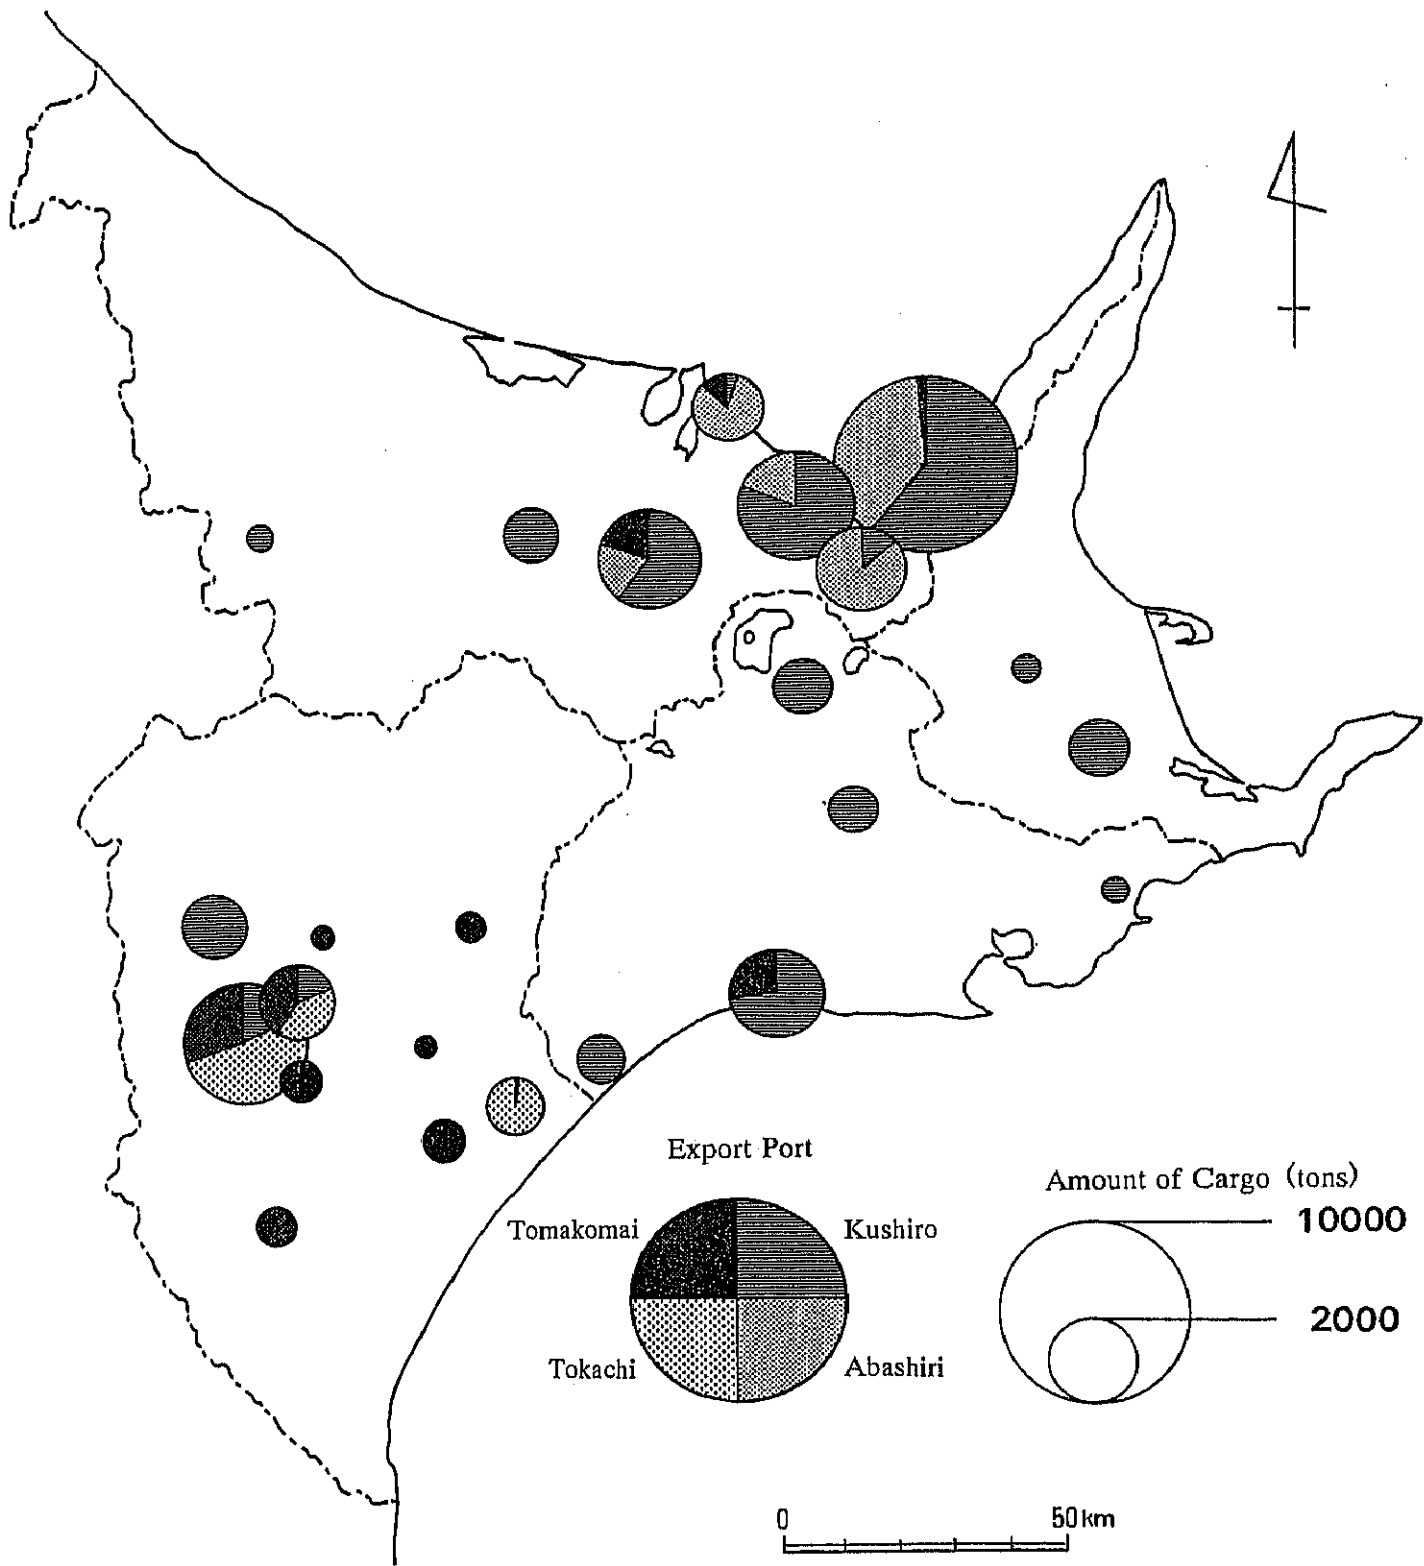 Export Port
Tomakomai
Kushiro
Tokachi
Abashiri
Amount of Cargo (tons)
10000
2000
0
50km